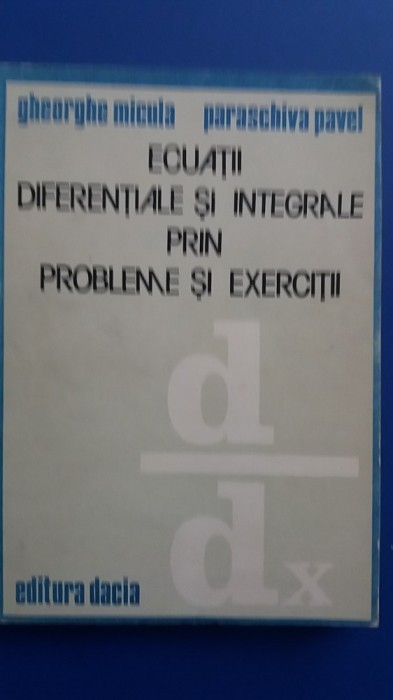 gheorghe micula paraschiva pavel
ECUAȚII
DIFERENȚIALE ȘI INTEGRALE
PRIN
PROBLEME ȘI EXERCIȚII
d
dx
editura dacia